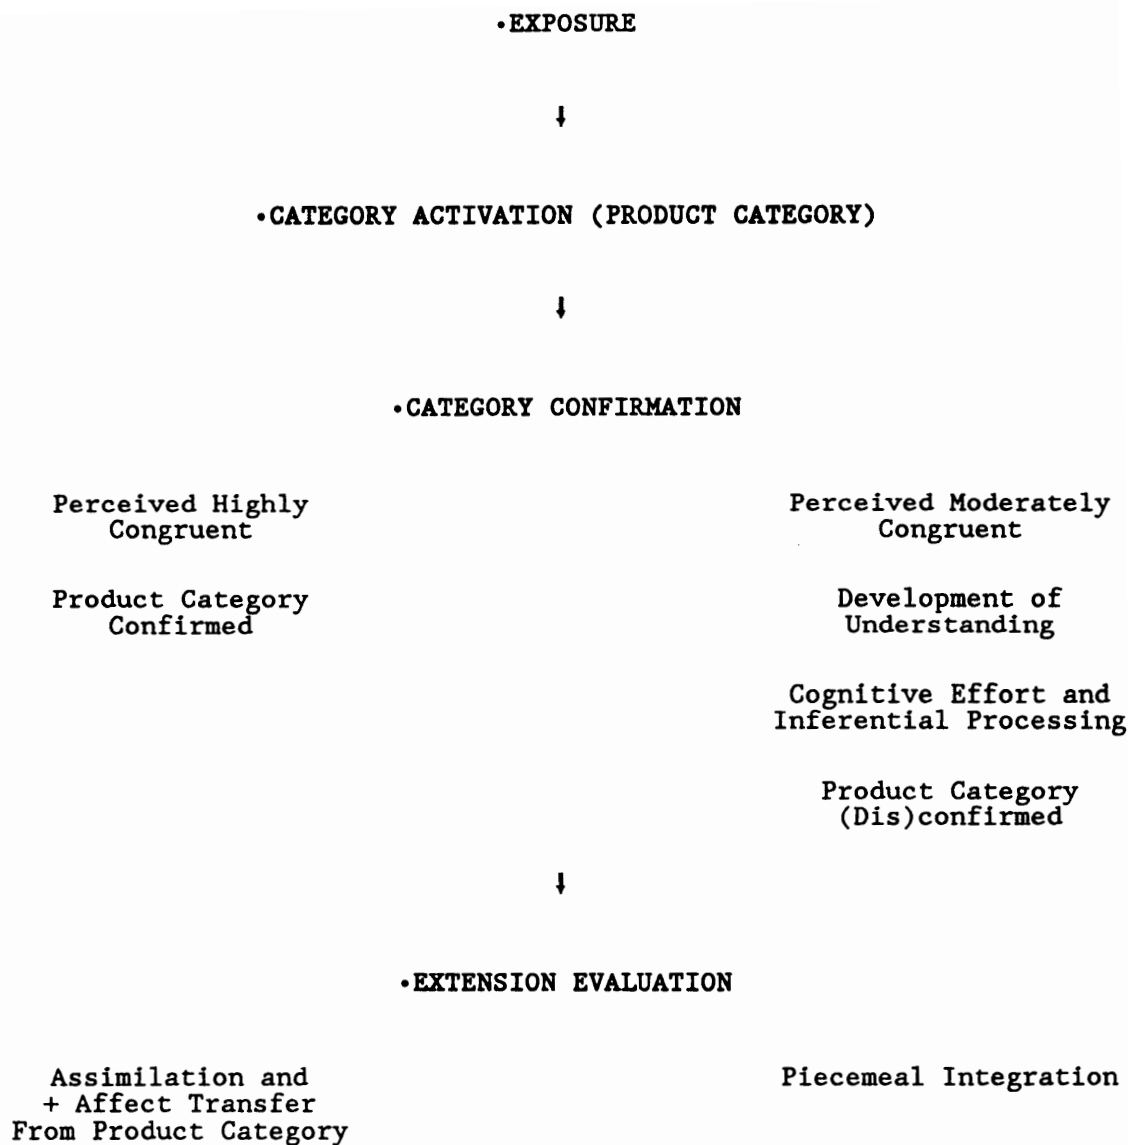 •EXPOSURE
↓
•CATEGORY ACTIVATION (PRODUCT CATEGORY)
↓
•CATEGORY CONFIRMATION
Perceived Highly
Congruent
Product Category
Confirmed
Perceived Moderately
Congruent
Development of
Understanding
Cognitive Effort and
Inferential Processing
Product Category
(Dis)confirmed
↓
•EXTENSION EVALUATION
Assimilation and
+ Affect Transfer
From Product Category
Piecemeal Integration